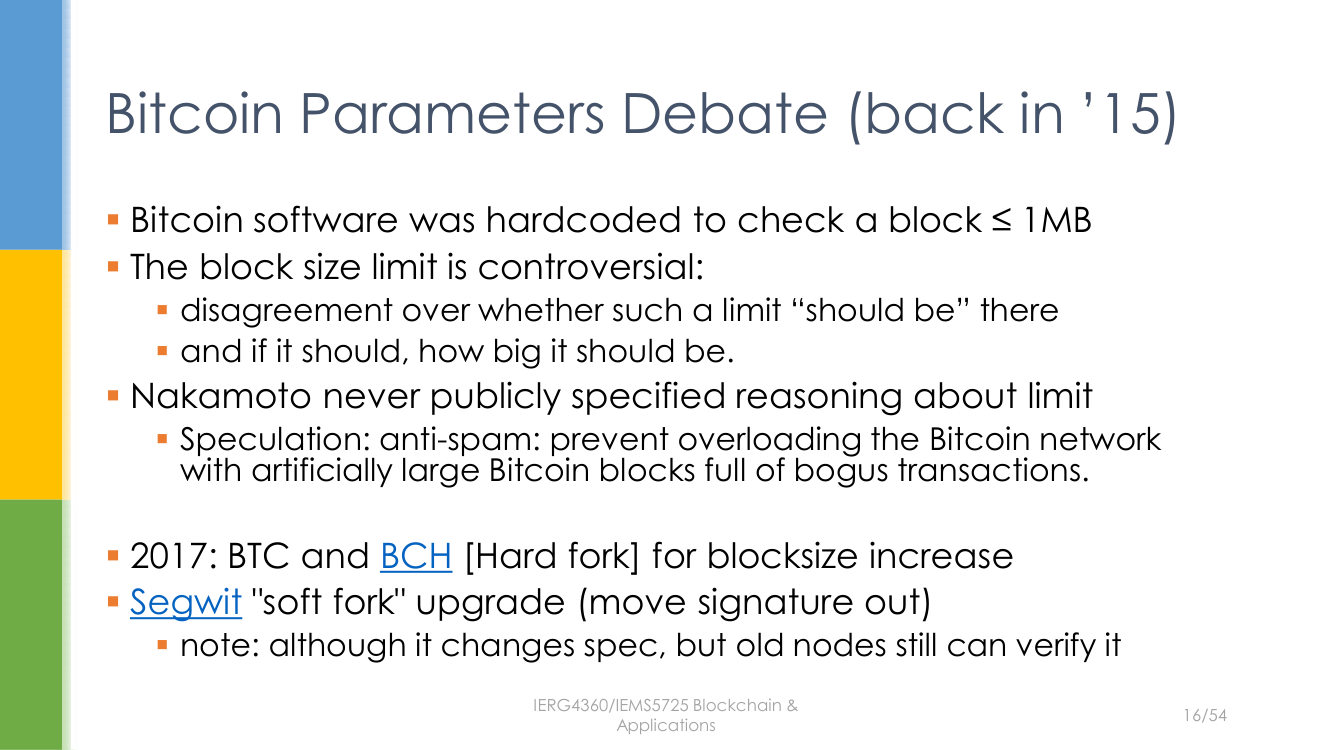 Bitcoin Parameters Debate (back in ’15)
▪ Bitcoin software was hardcoded to check a block ≤ 1MB
▪ The block size limit is controversial:
▪ disagreement over whether such a limit “should be” there
▪ and if it should, how big it should be.
▪ Nakamoto never publicly specified reasoning about limit
▪ Speculation: anti-spam: prevent overloading the Bitcoin network
with artificially large Bitcoin blocks full of bogus transactions.
▪ 2017: BTC and BCH [Hard fork] for blocksize increase
▪ Segwit "soft fork" upgrade (move signature out)
▪ note: although it changes spec, but old nodes still can verify it
IERG4360/IEMS5725 Blockchain &
Applications
16/54